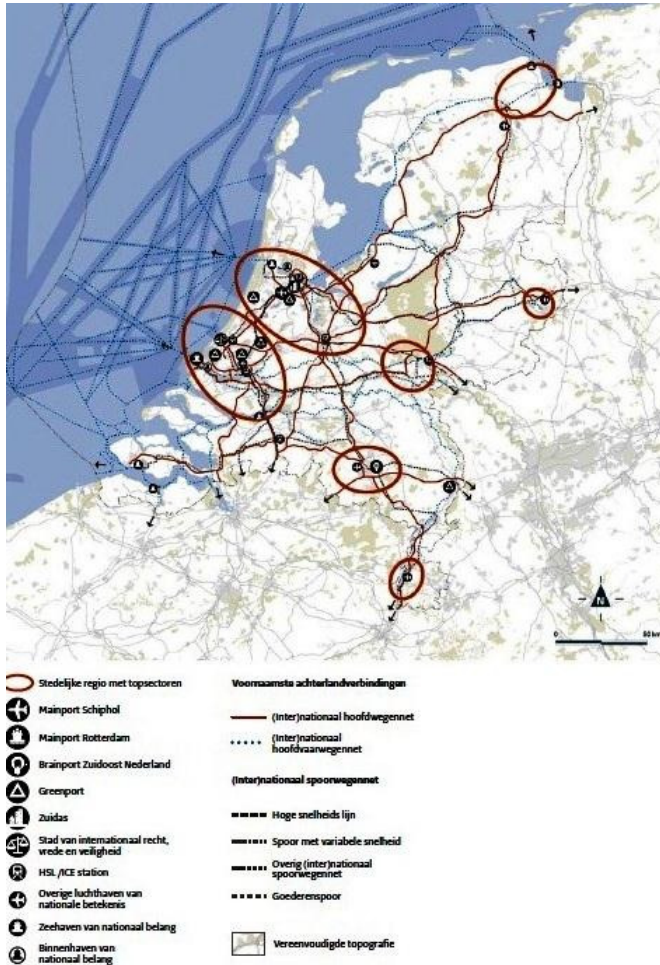 N
0
50 km
Stedelijke regio met topsectoren
Mainport Schiphol
Mainport Rotterdam
Brainport Zuidoost Nederland
Greenport
Zuidas
Stad van internationaal recht,
vrede en veiligheid
HSL /ICE station
Overige luchthaven van
nationale betekenis
Zeehaven van nationaal belang
Binnenhaven van
nationaal belang
Voornaamste achterlandverbindingen
(Inter)nationaal hoofdwegennet
(Inter)nationaal
hoofdvaarwegennet
(Inter)nationaal spoorwegennet
Hoge snelheids lijn
Spoor met variabele snelheid
Overig (inter)nationaal
spoorwegennet
Goederenspoor
Vereenvoudigde topografie